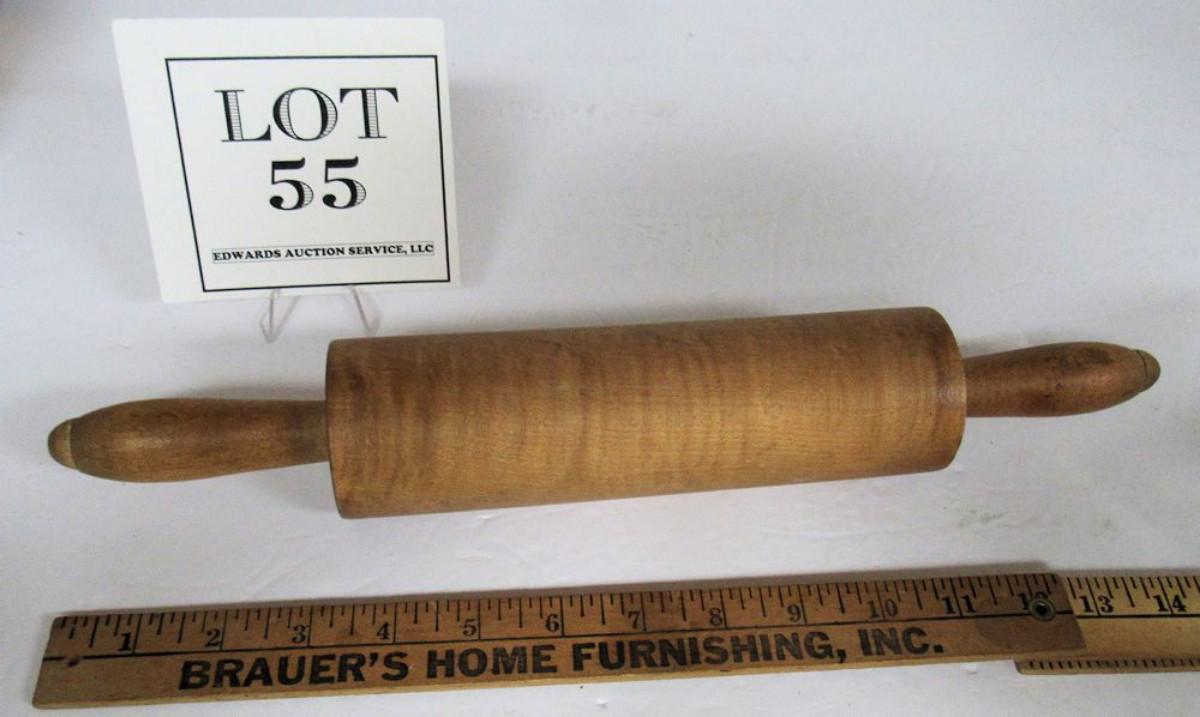 LOT
55
EDWARDS AUCTION SERVICE, LLC
1 2 3 4 5 6 7 8 9 10 11 12 13 14
BRAUER'S HOME FURNISHING, INC.